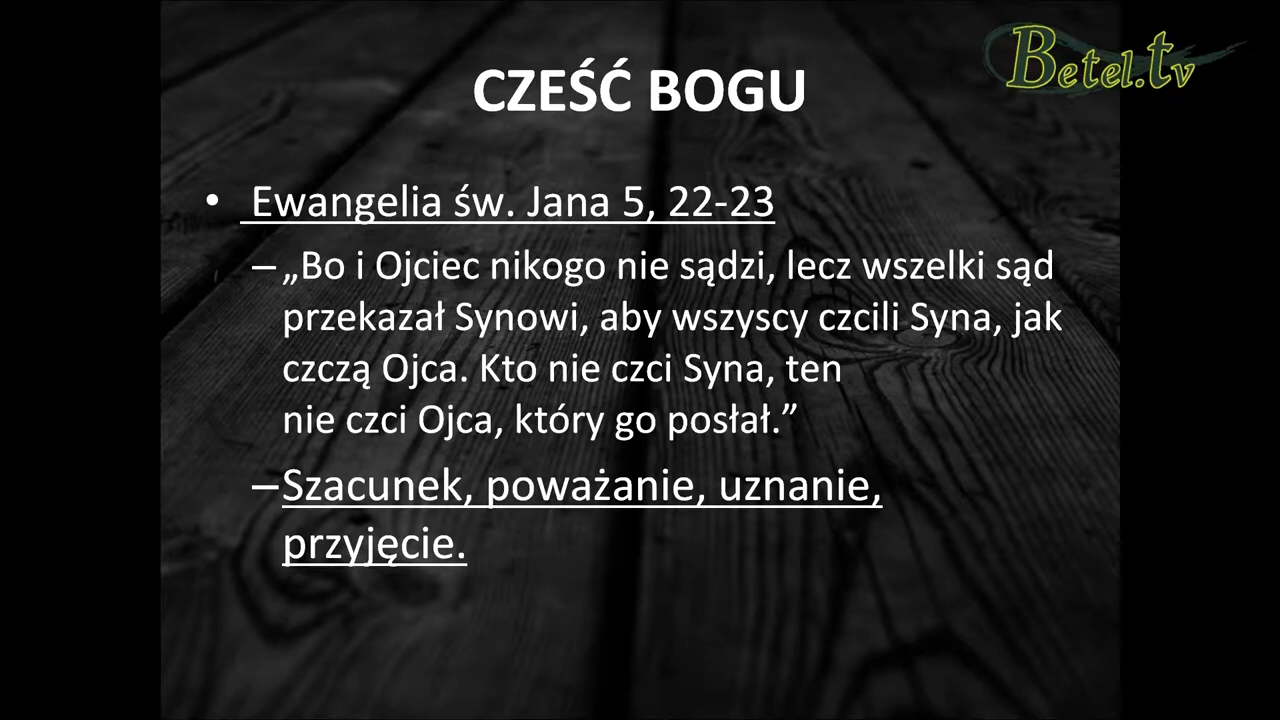 Betel.tv
CZEŚĆ BOGU
• Ewangelia św. Jana 5, 22-23
– „Bo i Ojciec nikogo nie sądzi, lecz wszelki sąd
przekazał Synowi, aby wszyscy czcili Syna, jak
czczą Ojca. Kto nie czci Syna, ten
nie czci Ojca, który go posłał.”
– Szacunek, poważanie, uznanie,
przyjęcie.